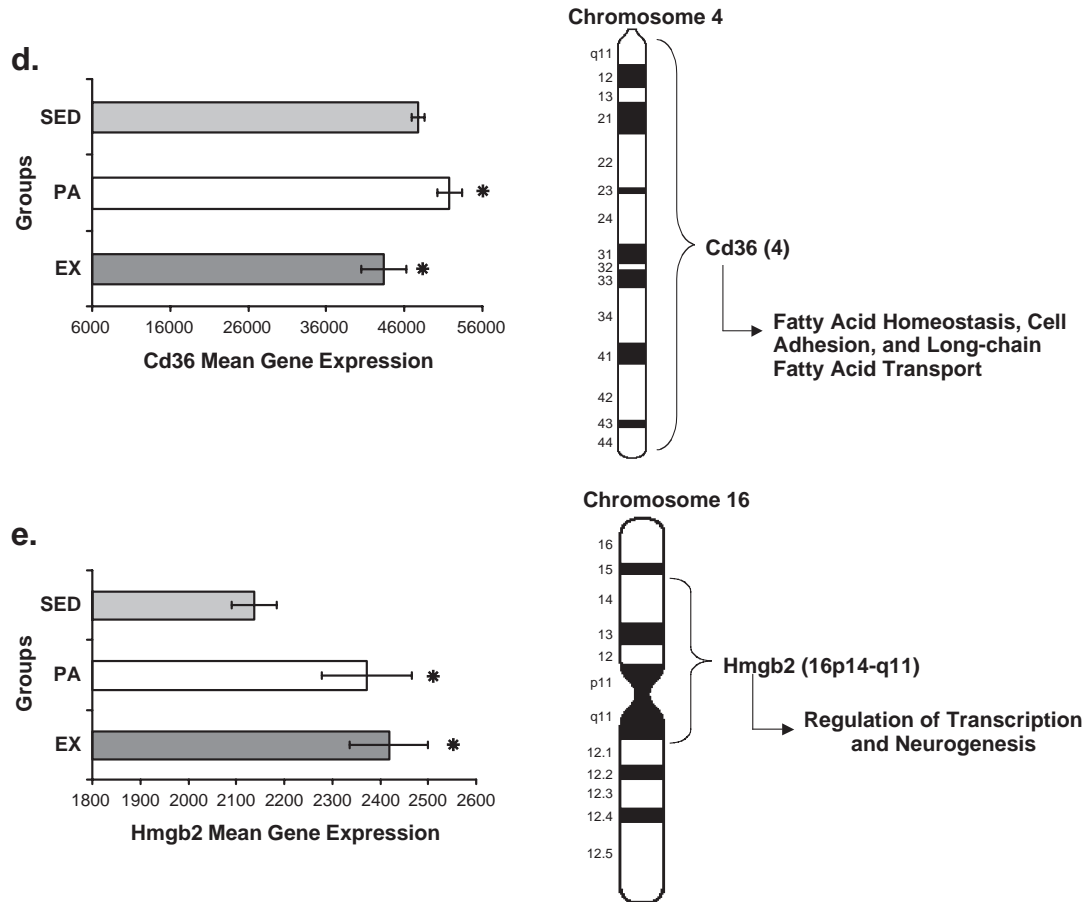 d.
SED
PA
EX
Groups
*
*
6000 16000 26000 36000 46000 56000
Cd36 Mean Gene Expression
Chromosome 4
q11
12
13
21
22
23
24
31
32
33
34
41
42
43
44
Cd36 (4)
Fatty Acid Homeostasis, Cell
Adhesion, and Long-chain
Fatty Acid Transport
e.
SED
PA
EX
Groups
*
*
1800 1900 2000 2100 2200 2300 2400 2500 2600
Hmgb2 Mean Gene Expression
Chromosome 16
16
15
14
13
12
p11
q11
12.1
12.2
12.3
12.4
12.5
Hmgb2 (16p14-q11)
Regulation of Transcription
and Neurogenesis